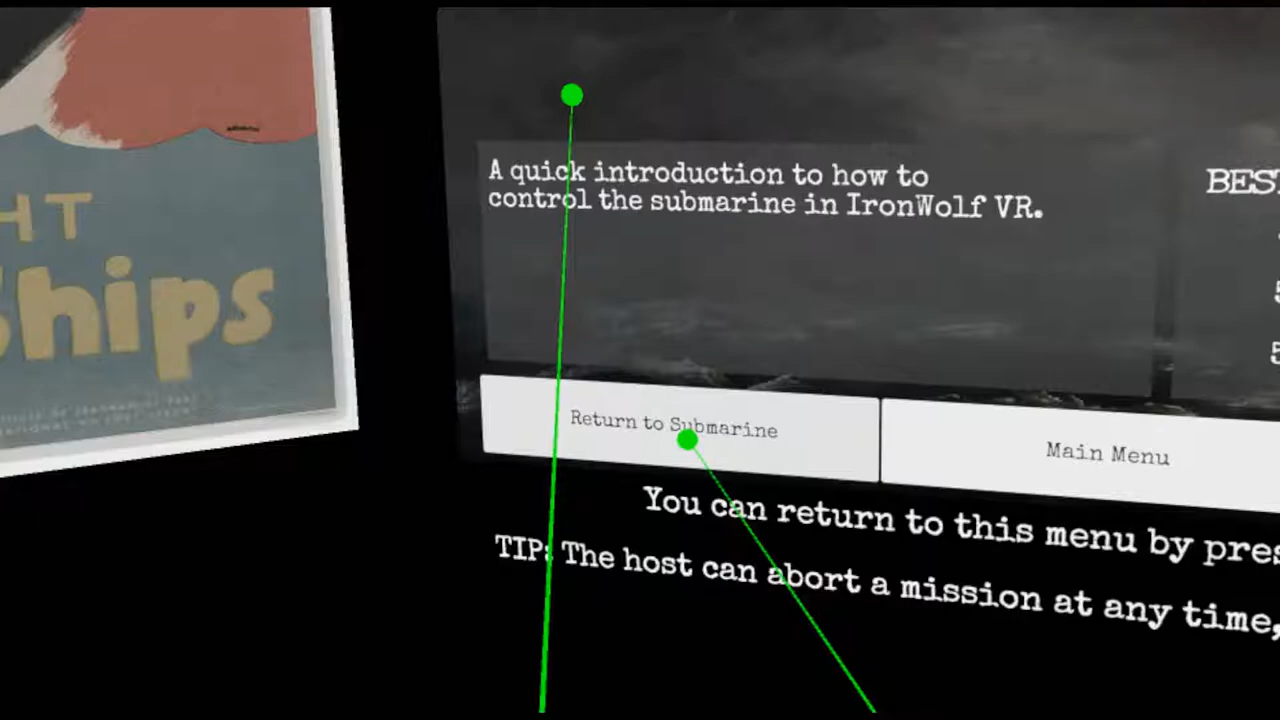 HT
Ships
A quick introduction to how to
control the submarine in IronWolf VR.
BES
Return to Submarine
Main Menu
You can return to this menu by pres
TIP: The host can abort a mission at any time,